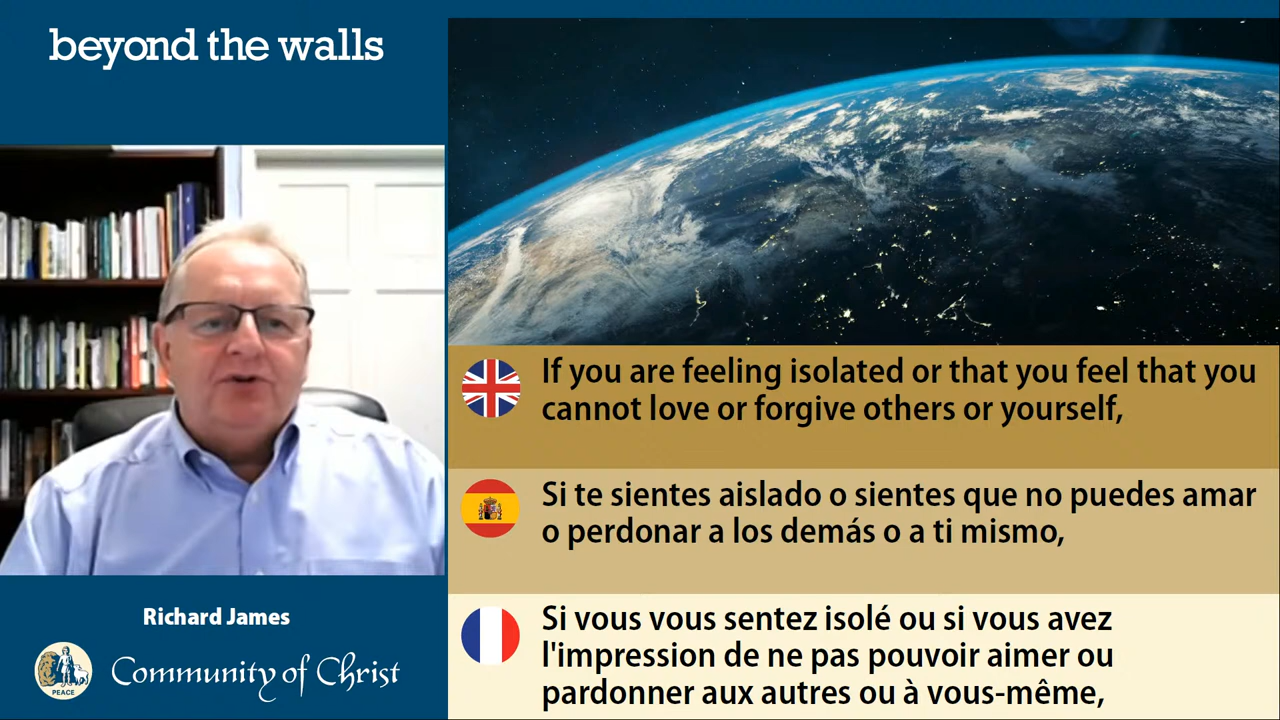 beyond the walls
If you are feeling isolated or that you feel that you
cannot love or forgive others or yourself,
Si te sientes aislado o sientes que no puedes amar
o perdonar a los demás o a ti mismo,
Si vous vous sentez isolé ou si vous avez
l'impression de ne pas pouvoir aimer ou
pardonner aux autres ou à vous-même,
Richard James
PEACE
Community of Christ